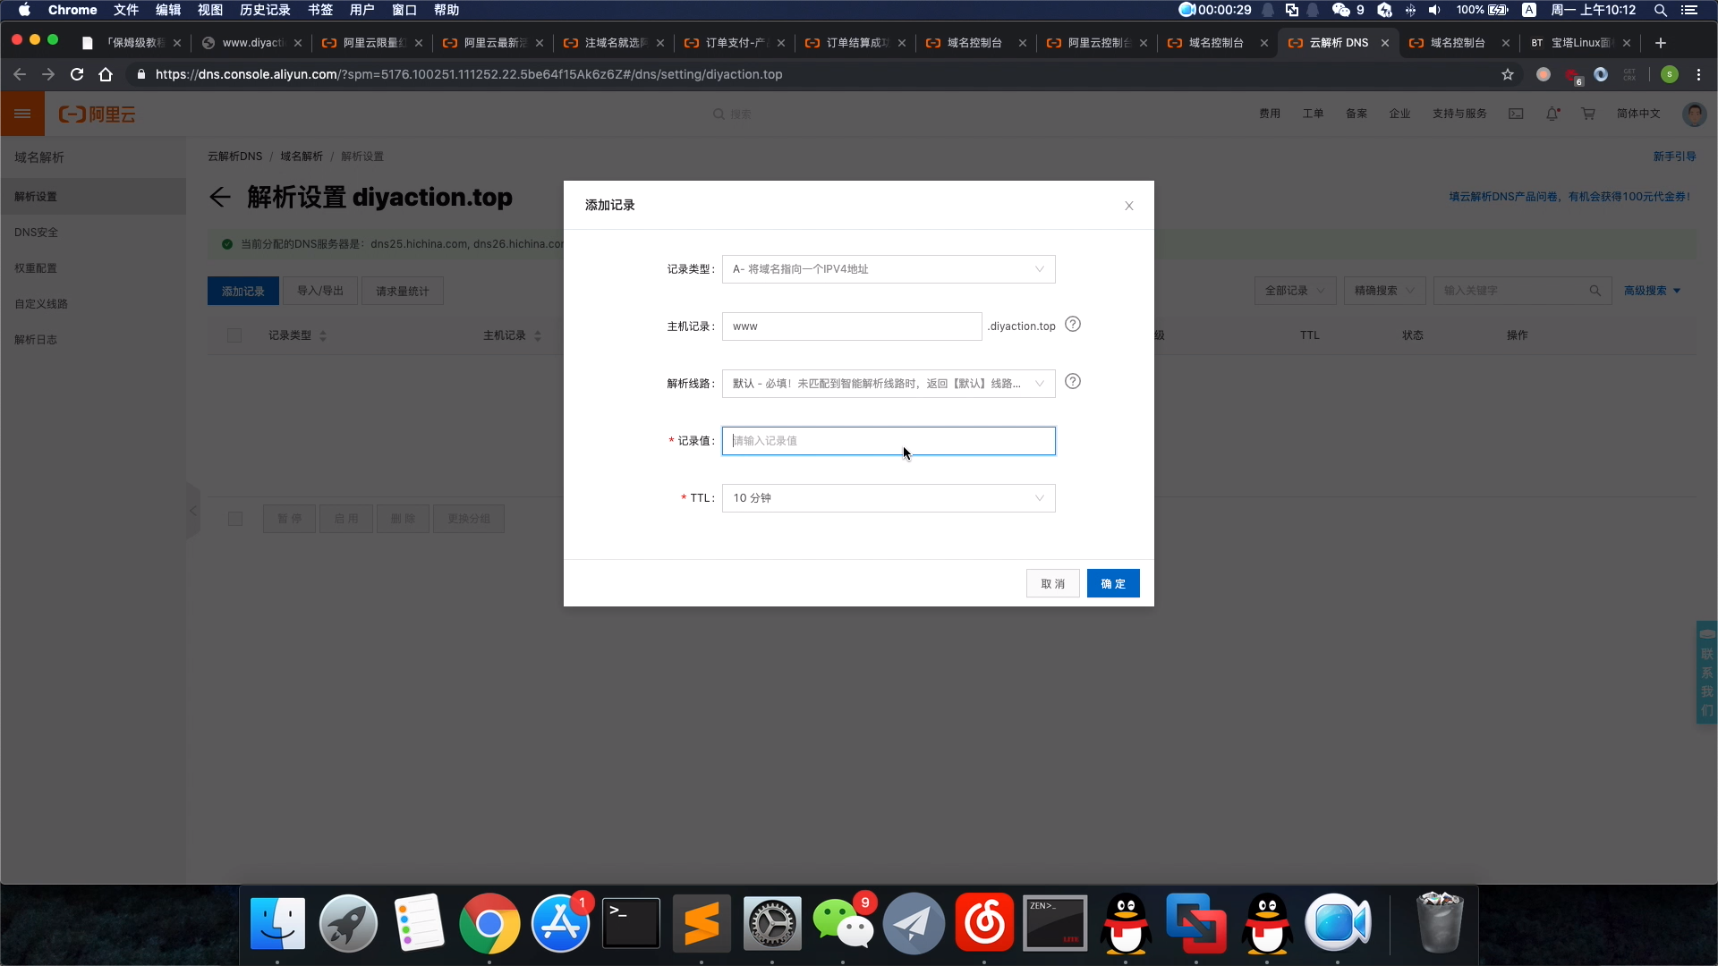 Chrome 文件 编辑 视图 历史记录 书签 用户 窗口 帮助 00:00:29 9 100% A 周一 上午10:12
「保姆级教 www.diyact 阿里云限量 阿里云最新 注域名就选 订单支付-产 订单结算成 域名控制台 阿里云控制 域名控制台 云解析 DNS 域名控制台 BT 宝塔Linux面
https://dns.console.aliyun.com/?spm=5176.100251.111252.22.5be64f15Ak6z6Z#/dns/setting/diyaction.top 6 GET CRX S
阿里云 搜索 费用 工单 备案 企业 支持与服务 简体中文
域名解析
云解析DNS / 域名解析 / 解析设置 新手引导
解析设置
解析设置 diyaction.top
填云解析DNS产品问卷，有机会获得100元代金券！
添加记录
DNS安全
当前分配的DNS服务器是：dns25.hichina.com, dns26.hichina.co
权重配置
记录类型：A- 将域名指向一个IPV4地址
添加记录 导入/导出 请求量统计 全部记录 精确搜索 输入关键字 高级搜索
自定义线路
主机记录：www .diyaction.top
记录类型 主机记录 级 TTL 状态 操作
解析日志
解析线路：默认 - 必填！未匹配到智能解析线路时，返回【默认】线路...
* 记录值：请输入记录值
* TTL：10 分钟
暂停 启用 删除 更换分组
取消 确定
联系我们
1
>_
9
ZEN>_